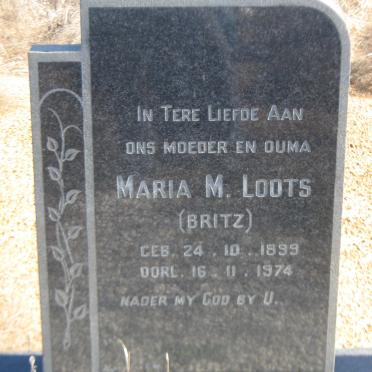 IN TERE LIEFDE AAN
ONS MOEDER EN OUMA
MARIA M. LOOTS
(BRITZ)
GEB. 24 . 10 . 1899
OORL. 16 . 11 . 1974
NADER MY GOD BY U.